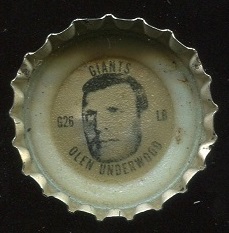 GIANTS
G26
LB
OLEN UNDERWOOD